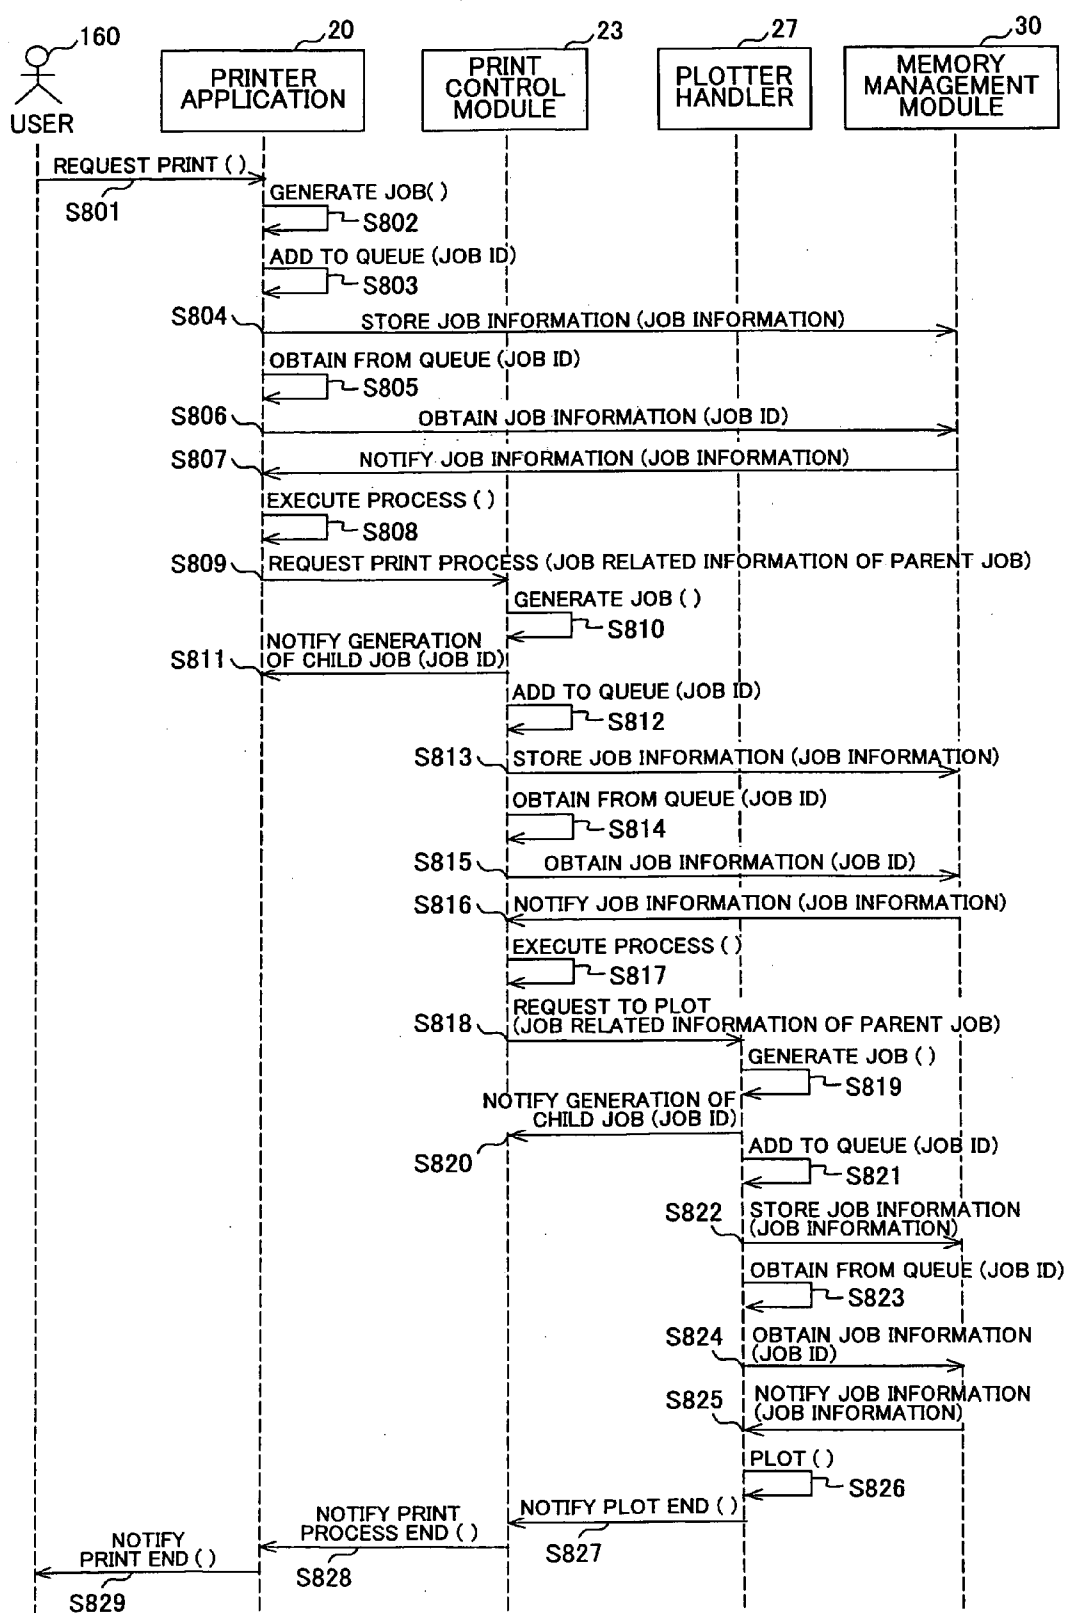 160
20
23
27
30
USER
PRINTER
APPLICATION
PRINT
CONTROL
MODULE
PLOTTER
HANDLER
MEMORY
MANAGEMENT
MODULE
REQUEST PRINT ( )
S801
GENERATE JOB( )
S802
ADD TO QUEUE (JOB ID)
S803
S804
STORE JOB INFORMATION (JOB INFORMATION)
OBTAIN FROM QUEUE (JOB ID)
S805
S806
OBTAIN JOB INFORMATION (JOB ID)
S807
NOTIFY JOB INFORMATION (JOB INFORMATION)
EXECUTE PROCESS ( )
S808
S809
REQUEST PRINT PROCESS (JOB RELATED INFORMATION OF PARENT JOB)
GENERATE JOB ( )
S810
S811
NOTIFY GENERATION
OF CHILD JOB (JOB ID)
ADD TO QUEUE (JOB ID)
S812
S813
STORE JOB INFORMATION (JOB INFORMATION)
OBTAIN FROM QUEUE (JOB ID)
S814
S815
OBTAIN JOB INFORMATION (JOB ID)
S816
NOTIFY JOB INFORMATION (JOB INFORMATION)
EXECUTE PROCESS ( )
S817
S818
REQUEST TO PLOT
(JOB RELATED INFORMATION OF PARENT JOB)
GENERATE JOB ( )
S819
NOTIFY GENERATION OF
CHILD JOB (JOB ID)
S820
ADD TO QUEUE (JOB ID)
S821
S822
STORE JOB INFORMATION
(JOB INFORMATION)
OBTAIN FROM QUEUE (JOB ID)
S823
S824
OBTAIN JOB INFORMATION
(JOB ID)
S825
NOTIFY JOB INFORMATION
(JOB INFORMATION)
PLOT ( )
S826
NOTIFY PLOT END ( )
S827
NOTIFY PRINT
PROCESS END ( )
S828
NOTIFY
PRINT END ( )
S829